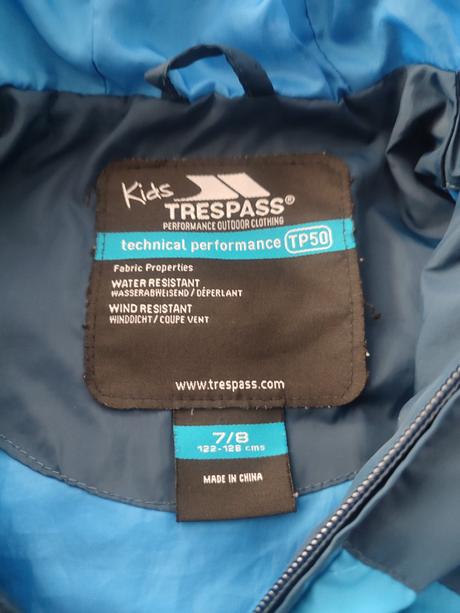 Kids
TRESPASS®
PERFORMANCE OUTDOOR CLOTHING
technical performance TP50
Fabric Properties
WATER RESISTANT
WASSERABWEISEND / DÉPERLANT
WIND RESISTANT
WINDDICHT / COUPE VENT
www.trespass.com
7/8
122-128 cms
MADE IN CHINA